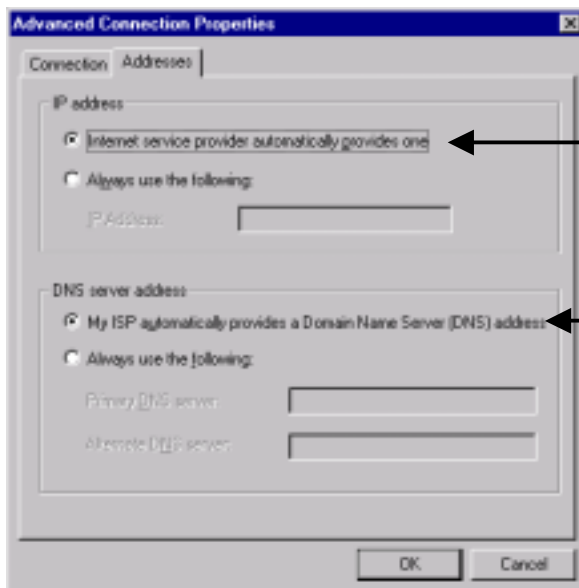 Advanced Connection Properties
Connection Addresses
IP address
Internet service provider automatically provides one
Always use the following:
IP Address:
DNS server address
My ISP automatically provides a Domain Name Server (DNS) address
Always use the following:
Primary DNS server:
Alternate DNS server:
OK Cancel